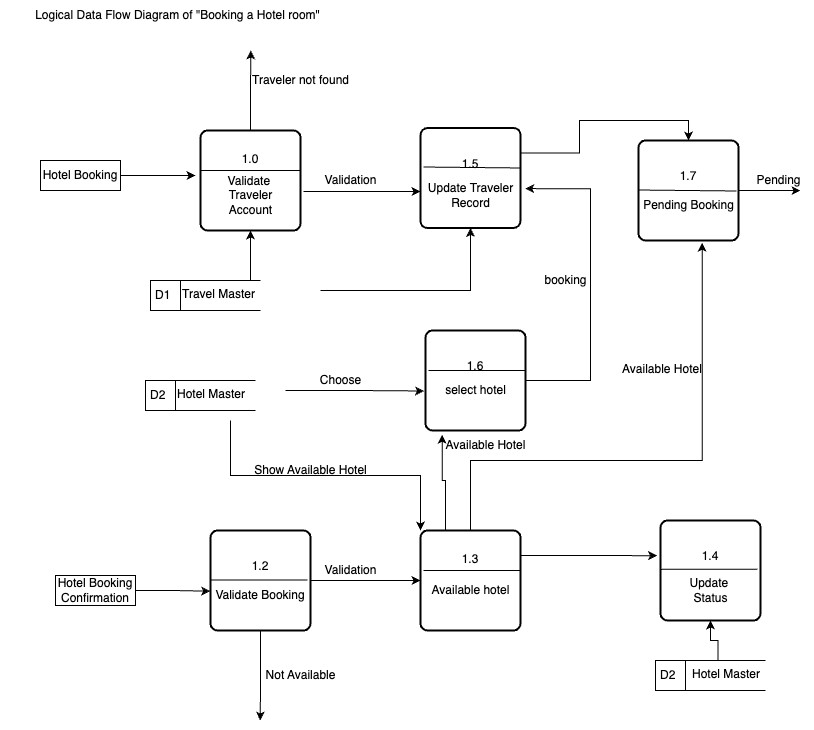 Logical Data Flow Diagram of "Booking a Hotel room"
Traveler not found
Hotel Booking
1.0
Validate
Traveler
Account
Validation
1.5
Update Traveler
Record
1.7
Pending Booking
Pending
D1
Travel Master
booking
D2
Hotel Master
Choose
1.6
select hotel
Available Hotel
Available Hotel
Show Available Hotel
Hotel Booking
Confirmation
1.2
Validate Booking
Validation
1.3
Available hotel
1.4
Update
Status
Not Available
D2
Hotel Master